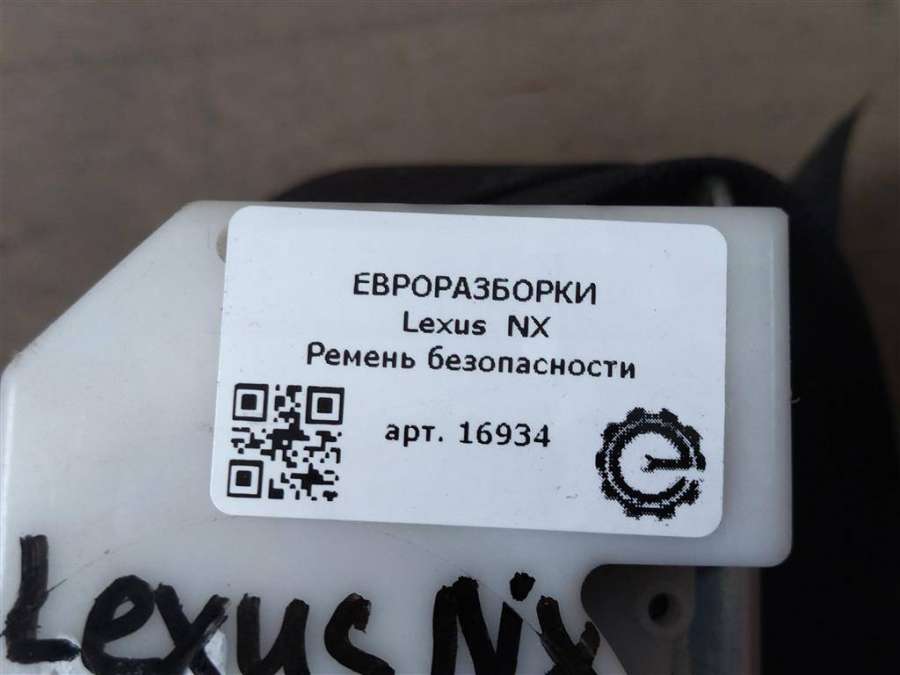 ЕВРОРАЗБОРКИ
Lexus NX
Ремень безопасности
арт. 16934
Lexus NX